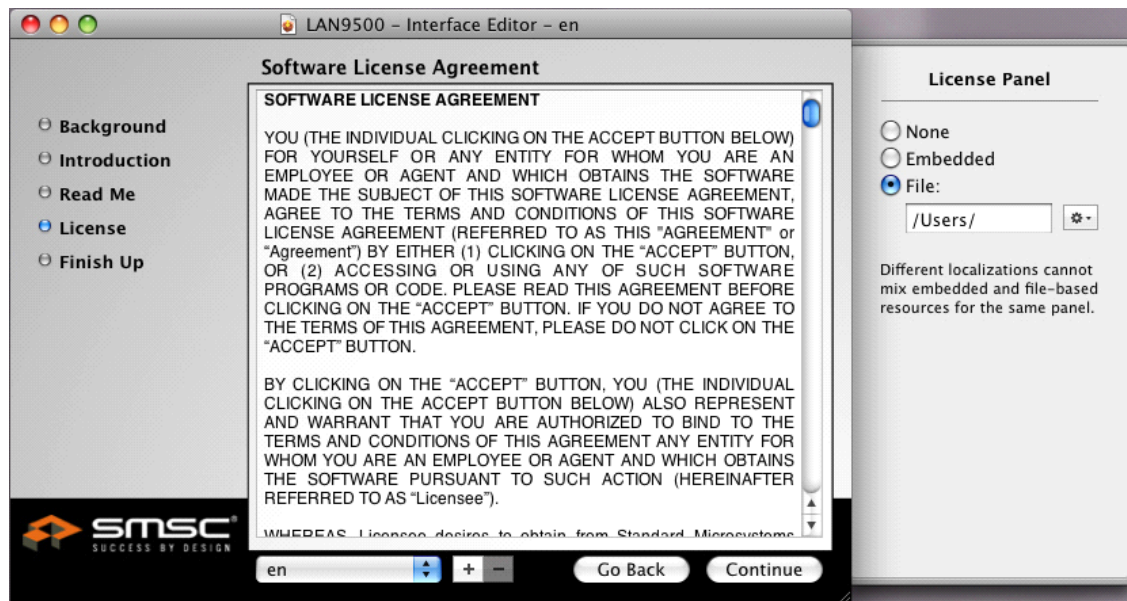 LAN9500 – Interface Editor – en
Software License Agreement
Background
Introduction
Read Me
License
Finish Up
SOFTWARE LICENSE AGREEMENT
YOU (THE INDIVIDUAL CLICKING ON THE ACCEPT BUTTON BELOW)
FOR YOURSELF OR ANY ENTITY FOR WHOM YOU ARE AN
EMPLOYEE OR AGENT AND WHICH OBTAINS THE SOFTWARE
MADE THE SUBJECT OF THIS SOFTWARE LICENSE AGREEMENT,
AGREE TO THE TERMS AND CONDITIONS OF THIS SOFTWARE
LICENSE AGREEMENT (REFERRED TO AS THIS "AGREEMENT" or
“Agreement”) BY EITHER (1) CLICKING ON THE “ACCEPT” BUTTON,
OR (2) ACCESSING OR USING ANY OF SUCH SOFTWARE
PROGRAMS OR CODE. PLEASE READ THIS AGREEMENT BEFORE
CLICKING ON THE “ACCEPT” BUTTON. IF YOU DO NOT AGREE TO
THE TERMS OF THIS AGREEMENT, PLEASE DO NOT CLICK ON THE
“ACCEPT” BUTTON.
BY CLICKING ON THE “ACCEPT” BUTTON, YOU (THE INDIVIDUAL
CLICKING ON THE ACCEPT BUTTON BELOW) ALSO REPRESENT
AND WARRANT THAT YOU ARE AUTHORIZED TO BIND TO THE
TERMS AND CONDITIONS OF THIS AGREEMENT ANY ENTITY FOR
WHOM YOU ARE AN EMPLOYEE OR AGENT AND WHICH OBTAINS
THE SOFTWARE PURSUANT TO SUCH ACTION (HEREINAFTER
REFERRED TO AS “Licensee”).
WHEREAS, Licensee desires to obtain from Standard Microsystems
smsc
SUCCESS BY DESIGN
en
+ −
Go Back
Continue
License Panel
None
Embedded
File:
/Users/
Different localizations cannot
mix embedded and file-based
resources for the same panel.